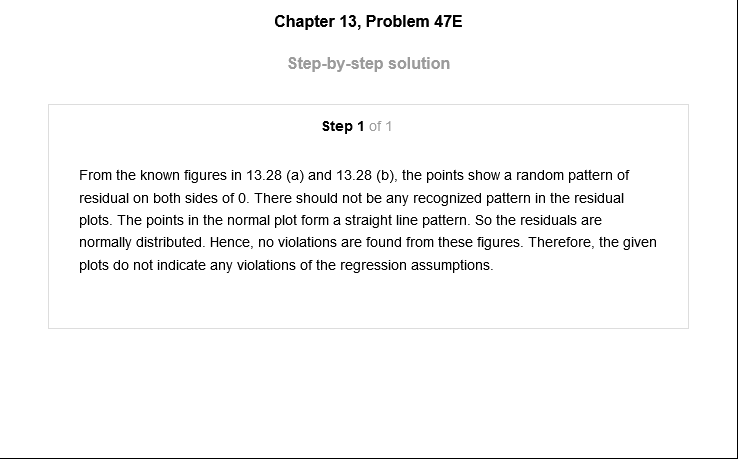 Chapter 13, Problem 47E
Step-by-step solution
Step 1 of 1
From the known figures in 13.28 (a) and 13.28 (b), the points show a random pattern of
residual on both sides of 0. There should not be any recognized pattern in the residual
plots. The points in the normal plot form a straight line pattern. So the residuals are
normally distributed. Hence, no violations are found from these figures. Therefore, the given
plots do not indicate any violations of the regression assumptions.